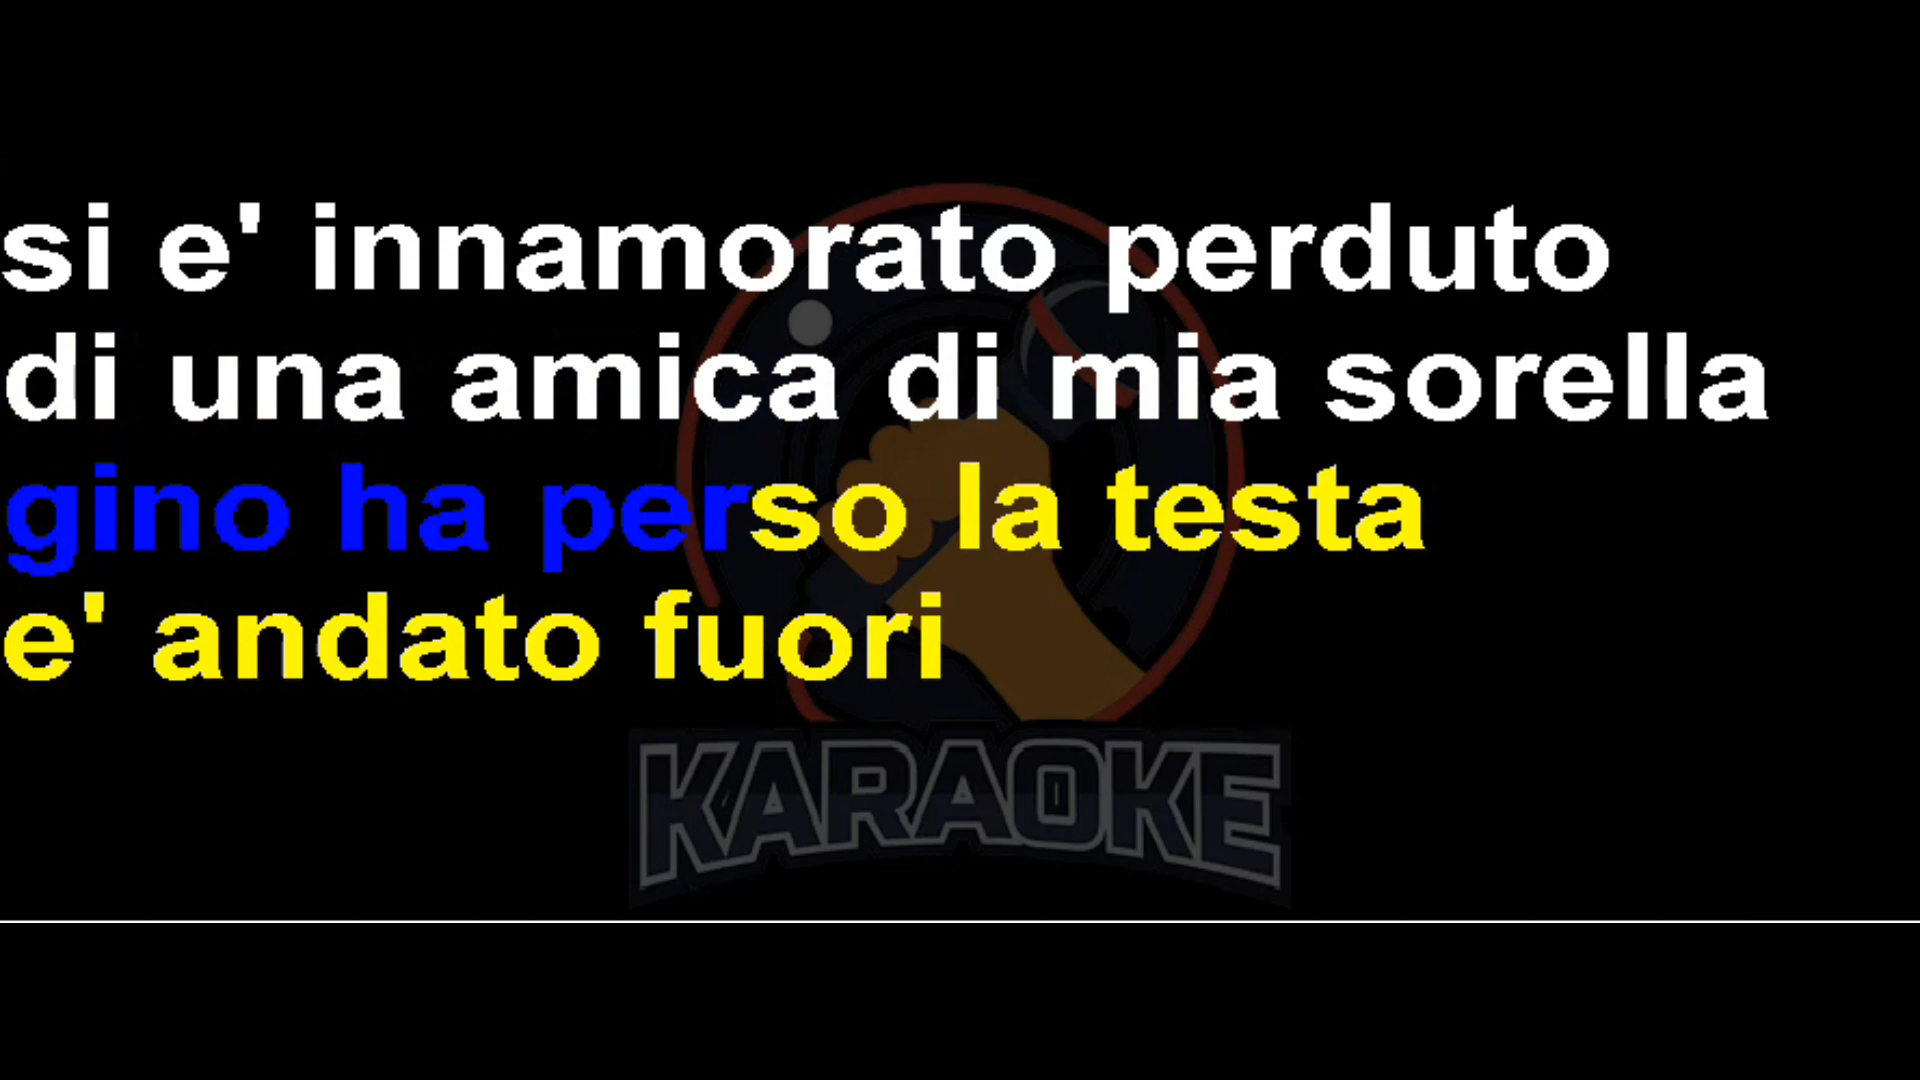 si e' innamorato perduto
di una amica di mia sorella
gino ha perso la testa
e' andato fuori
KARAOKE